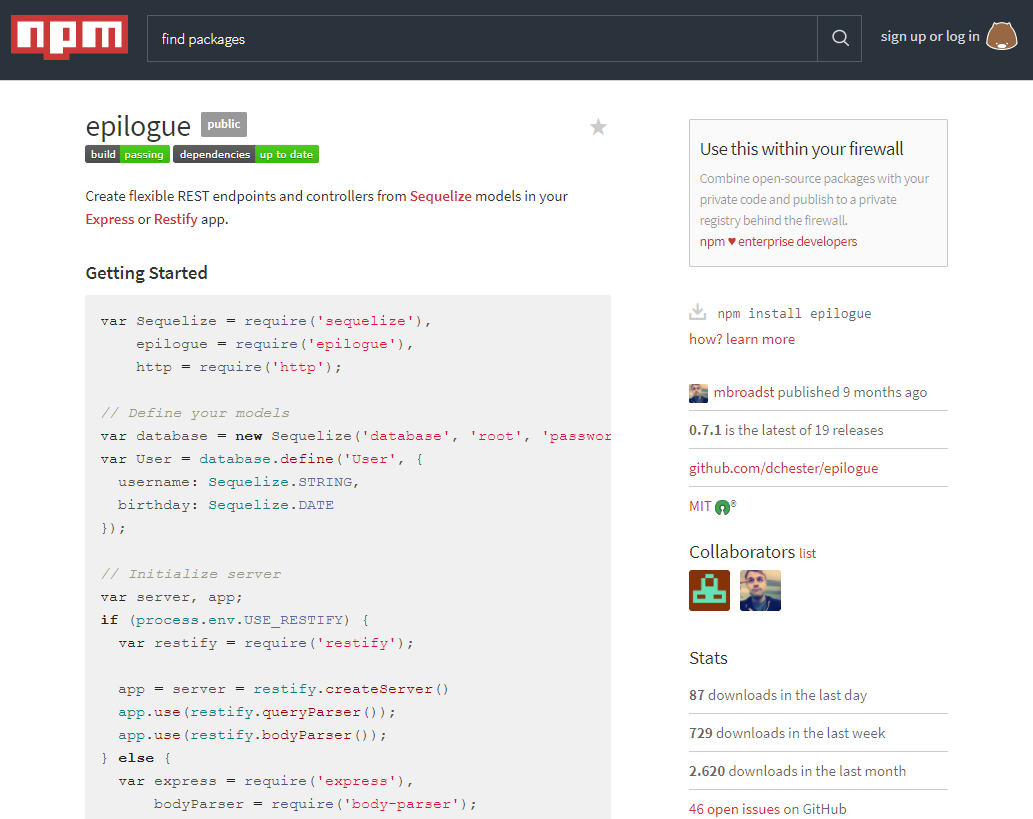 npm
find packages
sign up or log in
epilogue public
build passing dependencies up to date
Create flexible REST endpoints and controllers from Sequelize models in your
Express or Restify app.
Getting Started
var Sequelize = require('sequelize'),
    epilogue = require('epilogue'),
    http = require('http');
// Define your models
var database = new Sequelize('database', 'root', 'passwor
var User = database.define('User', {
  username: Sequelize.STRING,
  birthday: Sequelize.DATE
});
// Initialize server
var server, app;
if (process.env.USE_RESTIFY) {
  var restify = require('restify');
  app = server = restify.createServer()
  app.use(restify.queryParser());
  app.use(restify.bodyParser());
} else {
  var express = require('express'),
      bodyParser = require('body-parser');
Use this within your firewall
Combine open-source packages with your
private code and publish to a private
registry behind the firewall.
npm ♥ enterprise developers
npm install epilogue
how? learn more
mbroadst published 9 months ago
0.7.1 is the latest of 19 releases
github.com/dchester/epilogue
MIT ®
Collaborators list
Stats
87 downloads in the last day
729 downloads in the last week
2.620 downloads in the last month
46 open issues on GitHub